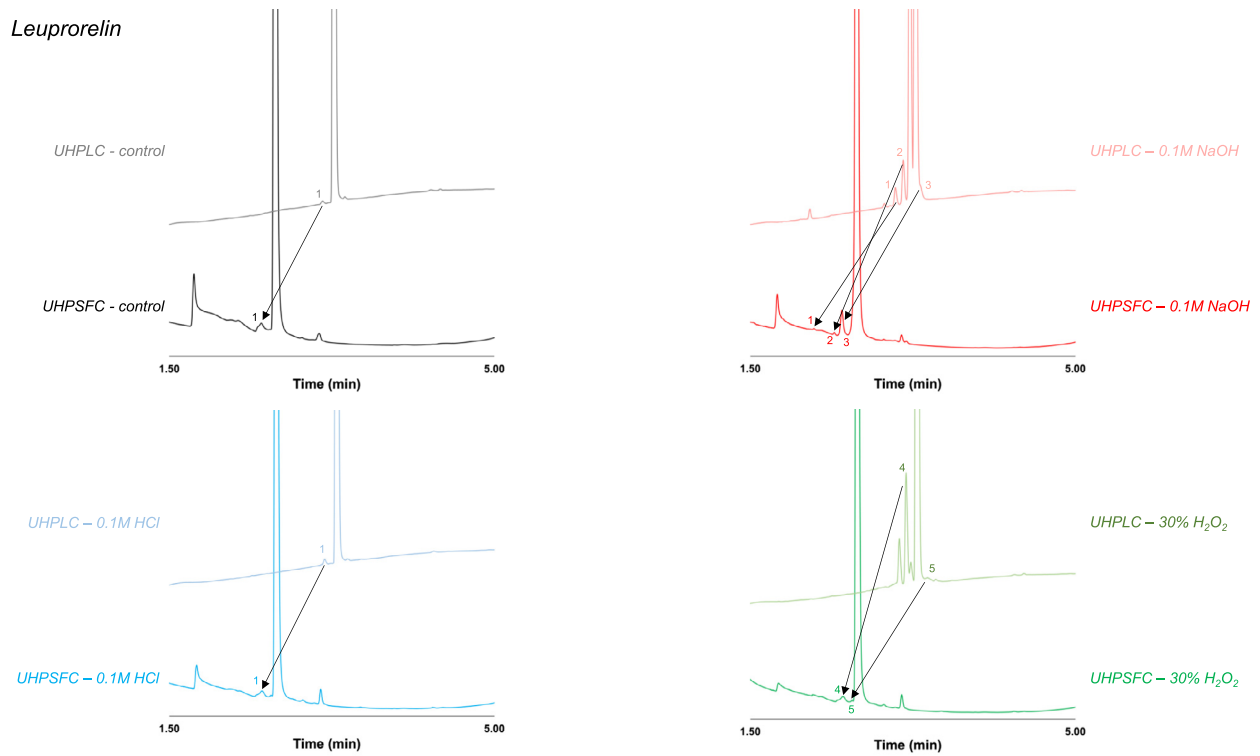 Leuprorelin
UHPLC - control
1
UHPSFC - control
1
1.50
5.00
Time (min)
UHPLC – 0.1M NaOH
2
1
3
UHPSFC – 0.1M NaOH
1
2
3
1.50
5.00
Time (min)
UHPLC – 0.1M HCl
1
UHPSFC – 0.1M HCl
1
1.50
5.00
Time (min)
4
UHPLC – 30% H₂O₂
5
UHPSFC – 30% H₂O₂
4
5
1.50
5.00
Time (min)